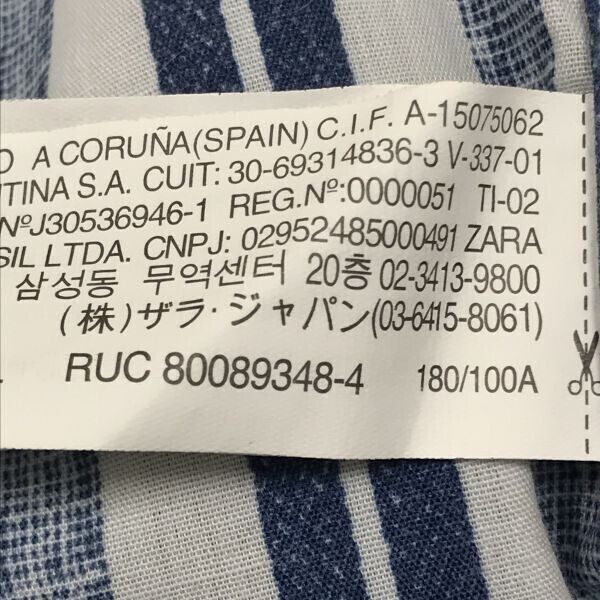 O A CORUÑA(SPAIN) C.I.F. A-15075062
TINA S.A. CUIT: 30-69314836-3 V-337-01
NºJ30536946-1 REG.Nº:0000051 TI-02
SIL LTDA. CNPJ: 02952485000491 ZARA
삼성동 무역센터 20층 02-3413-9800
(株)ザラ・ジャパン(03-6415-8061)
RUC 80089348-4 180/100A